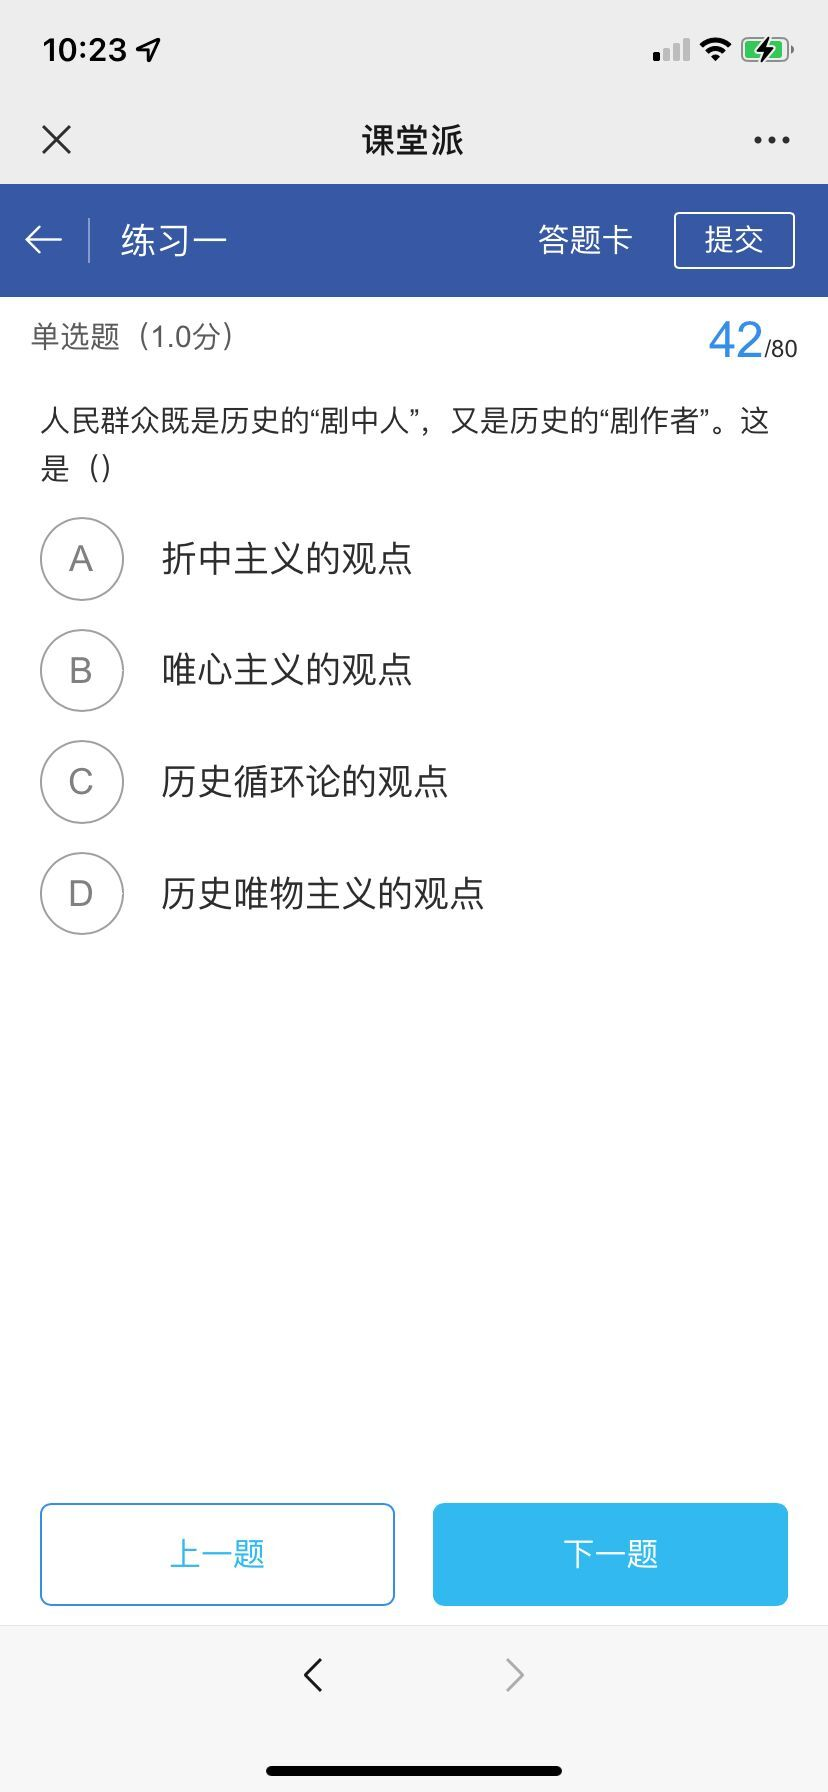 10:23
课堂派
练习一
答题卡
提交
单选题（1.0分）
42/80
人民群众既是历史的“剧中人”，又是历史的“剧作者”。这
是（）
A 折中主义的观点
B 唯心主义的观点
C 历史循环论的观点
D 历史唯物主义的观点
上一题
下一题